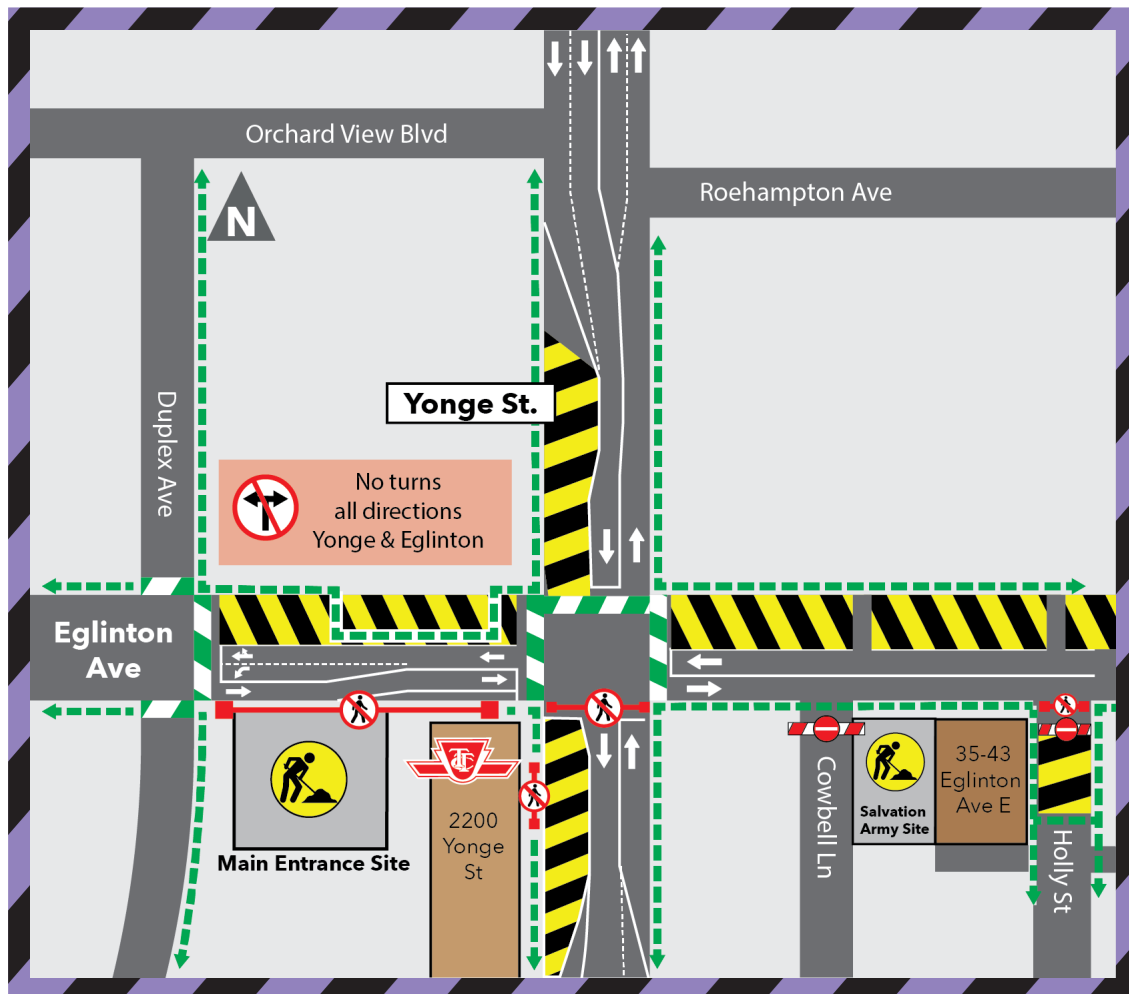 Orchard View Blvd
Roehampton Ave
N
Yonge St.
Duplex Ave
No turns
all directions
Yonge & Eglinton
Eglinton
Ave
TTC
2200
Yonge
St
Main Entrance Site
Cowbell Ln
Salvation
Army Site
35-43
Eglinton
Ave E
Holly St